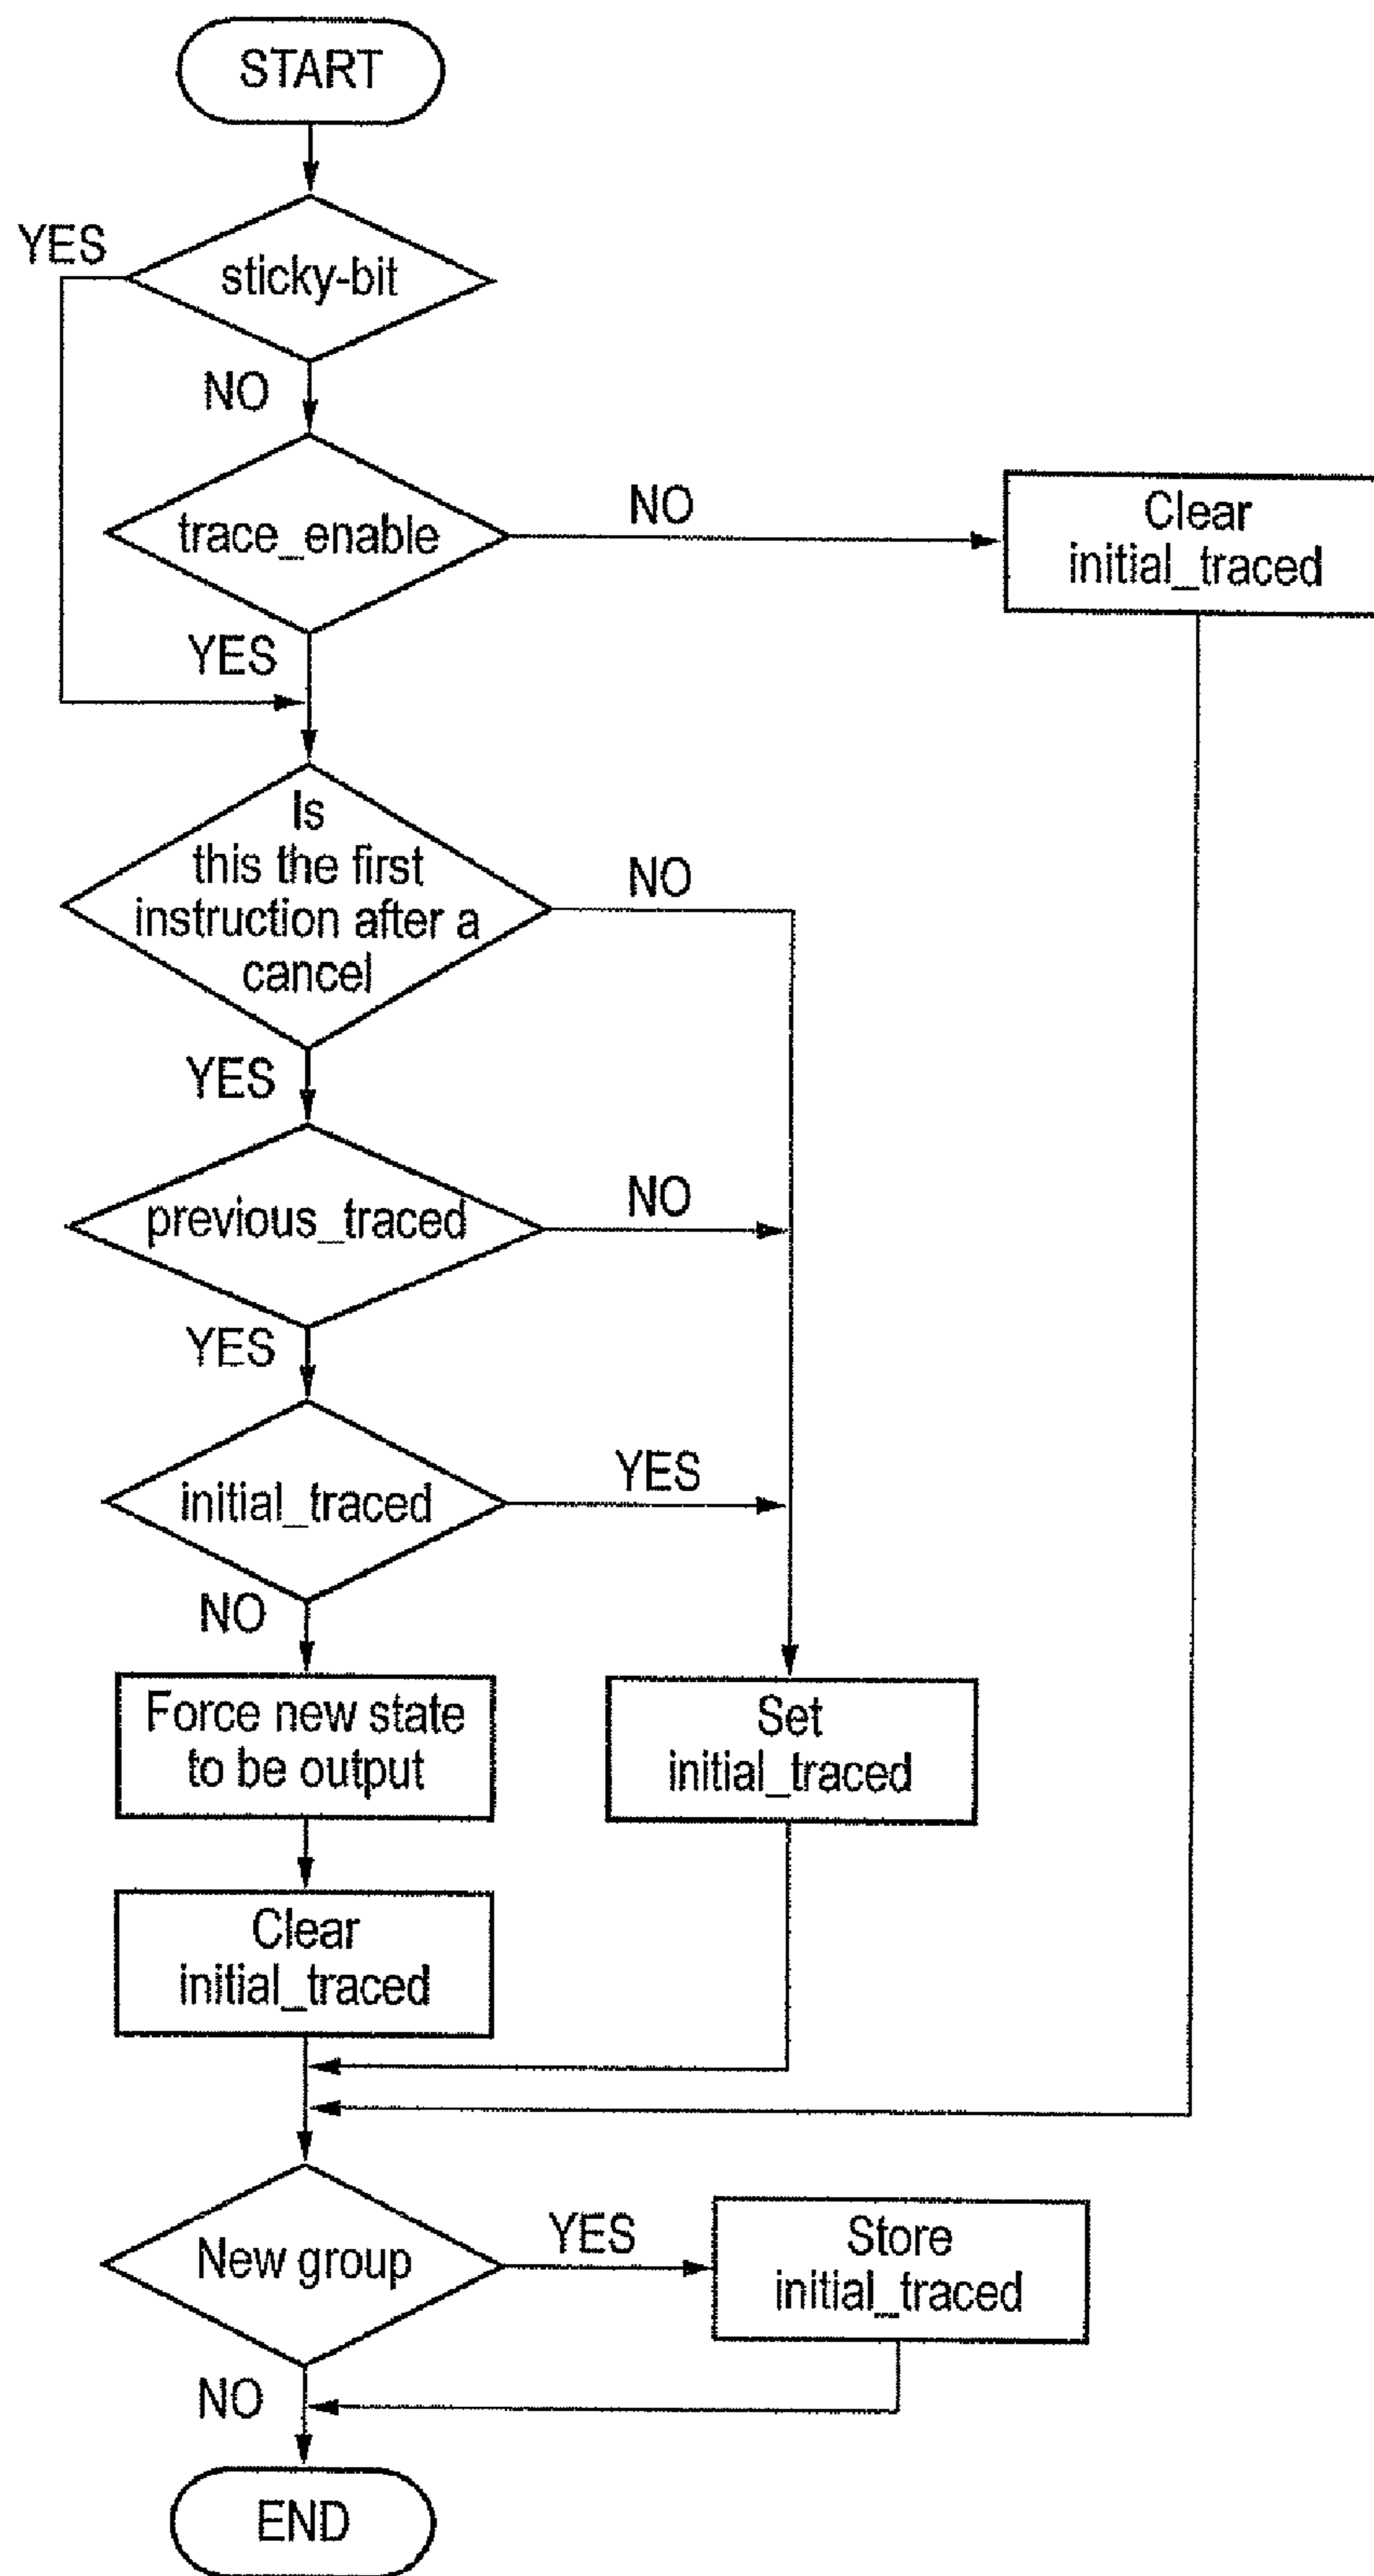 START
YES
sticky-bit
NO
trace_enable
NO
Clear
initial_traced
YES
Is
this the first
instruction after a
cancel
NO
YES
previous_traced
NO
YES
initial_traced
YES
NO
Force new state
to be output
Set
initial_traced
Clear
initial_traced
New group
YES
Store
initial_traced
NO
END